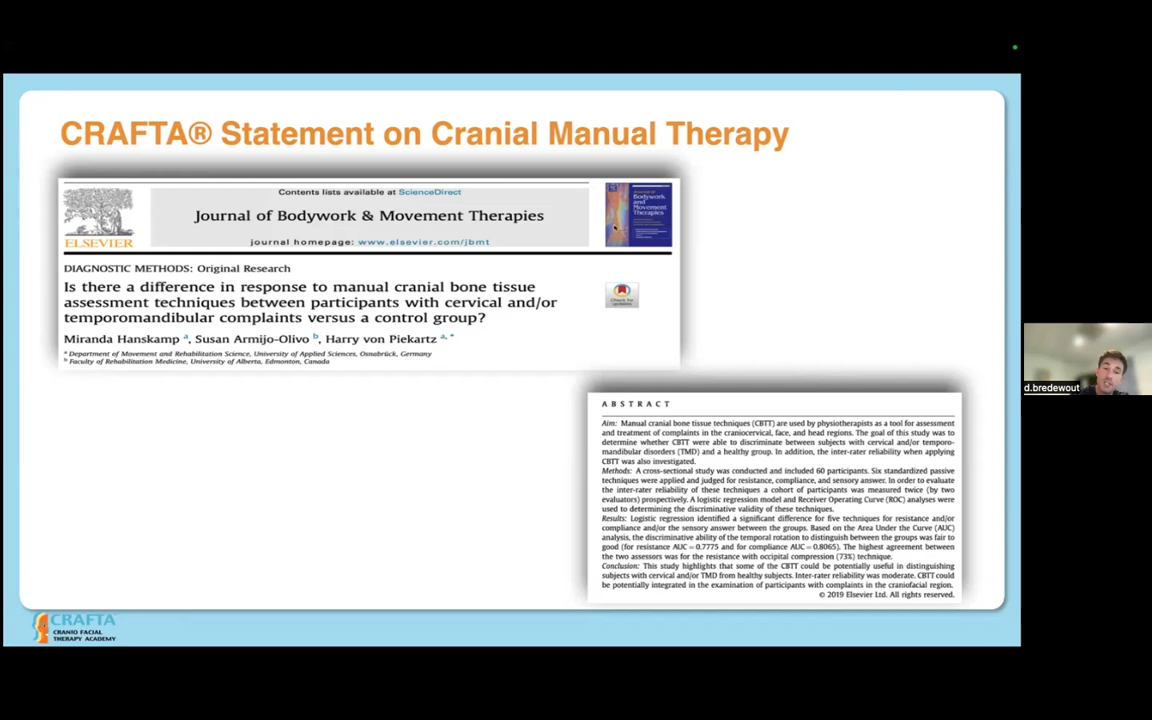 CRAFTA® Statement on Cranial Manual Therapy
Contents lists available at ScienceDirect
Journal of Bodywork & Movement Therapies
journal homepage: www.elsevier.com/jbmt
ELSEVIER
Bodywork
and
Movement
Therapies
DIAGNOSTIC METHODS: Original Research
Is there a difference in response to manual cranial bone tissue
assessment techniques between participants with cervical and/or
temporomandibular complaints versus a control group?
Check for
updates
Miranda Hanskamp a, Susan Armijo-Olivo b, Harry von Piekartz a, *
a Department of Movement and Rehabilitation Science, University of Applied Sciences, Osnabrück, Germany
b Faculty of Rehabilitation Medicine, University of Alberta, Edmonton, Canada
ABSTRACT
Aim: Manual cranial bone tissue techniques (CBTT) are used by physiotherapists as a tool for assessment
and treatment of complaints in the craniocervical, face, and head regions. The goal of this study was to
determine whether CBTT were able to discriminate between subjects with cervical and/or temporo-
mandibular disorders (TMD) and a healthy group. In addition, the inter-rater reliability when applying
CBTT was also investigated.
Methods: A cross-sectional study was conducted and included 60 participants. Six standardized passive
techniques were applied and judged for resistance, compliance, and sensory answer. In order to evaluate
the inter-rater reliability of these techniques a cohort of participants was measured twice (by two
evaluators) prospectively. A logistic regression model and Receiver Operating Curve (ROC) analyses were
used to determining the discriminative validity of these techniques.
Results: Logistic regression identified a significant difference for five techniques for resistance and/or
compliance and/or the sensory answer between the groups. Based on the Area Under the Curve (AUC)
analysis, the discriminative ability of the temporal rotation to distinguish between the groups was fair to
good (for resistance AUC = 0.7775 and for compliance AUC = 0.8065). The highest agreement between
the two assessors was for the resistance with occipital compression (73%) technique.
Conclusion: This study highlights that some of the CBTT could be potentially useful in distinguishing
subjects with cervical and/or TMD from healthy subjects. Inter-rater reliability was moderate. CBTT could
be potentially integrated in the examination of participants with complaints in the craniofacial region.
© 2019 Elsevier Ltd. All rights reserved.
CRAFTA
CRANIO FACIAL
THERAPY ACADEMY
d.bredewout